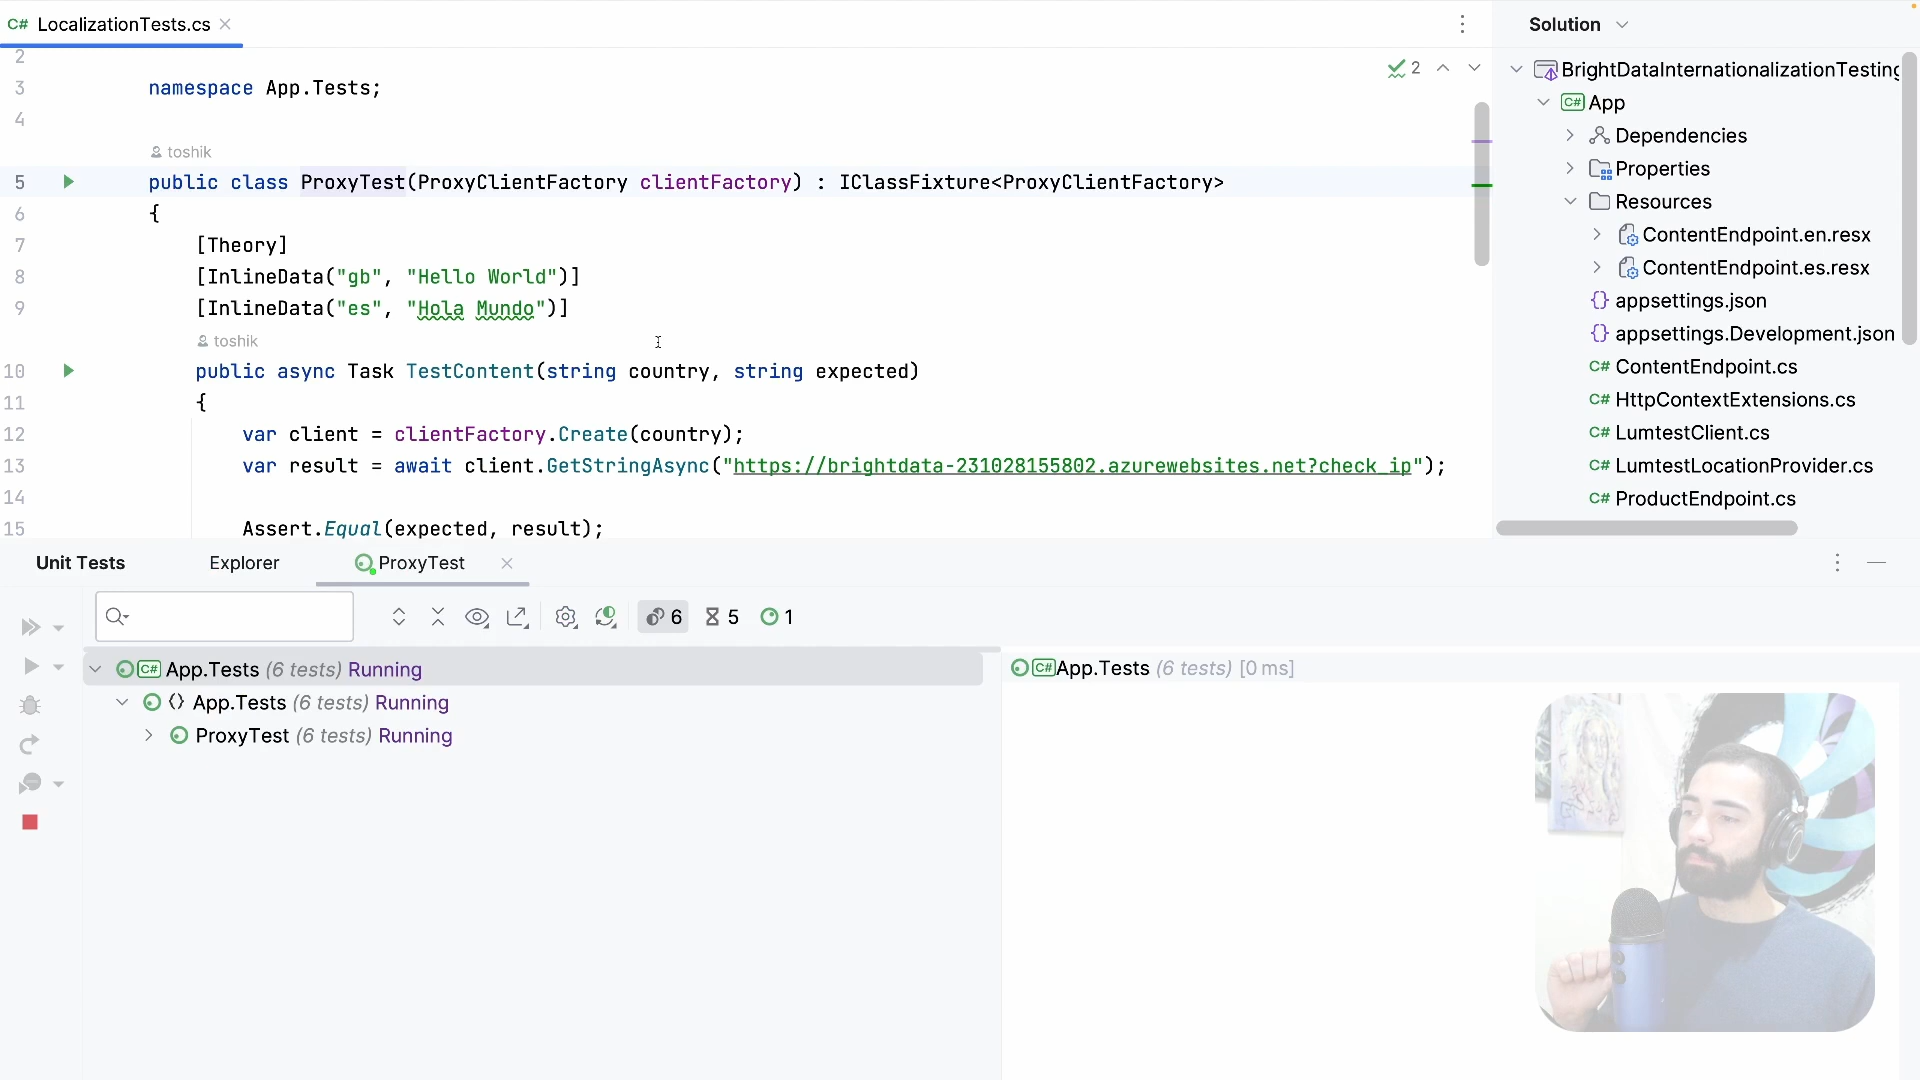 C# LocalizationTests.cs
Solution
2
3 namespace App.Tests;
4
toshik
5 public class ProxyTest(ProxyClientFactory clientFactory) : IClassFixture<ProxyClientFactory>
6 {
7 [Theory]
8 [InlineData("gb", "Hello World")]
9 [InlineData("es", "Hola Mundo")]
toshik
10 public async Task TestContent(string country, string expected)
11 {
12 var client = clientFactory.Create(country);
13 var result = await client.GetStringAsync("https://brightdata-231028155802.azurewebsites.net?check_ip");
14
15 Assert.Equal(expected, result);
2
BrightDataInternationalizationTesting
C# App
Dependencies
Properties
Resources
ContentEndpoint.en.resx
ContentEndpoint.es.resx
{} appsettings.json
{} appsettings.Development.json
C# ContentEndpoint.cs
C# HttpContextExtensions.cs
C# LumtestClient.cs
C# LumtestLocationProvider.cs
C# ProductEndpoint.cs
Unit Tests Explorer ProxyTest
6 5 1
C# App.Tests (6 tests) Running
App.Tests (6 tests) Running
ProxyTest (6 tests) Running
C# App.Tests (6 tests) [0 ms]